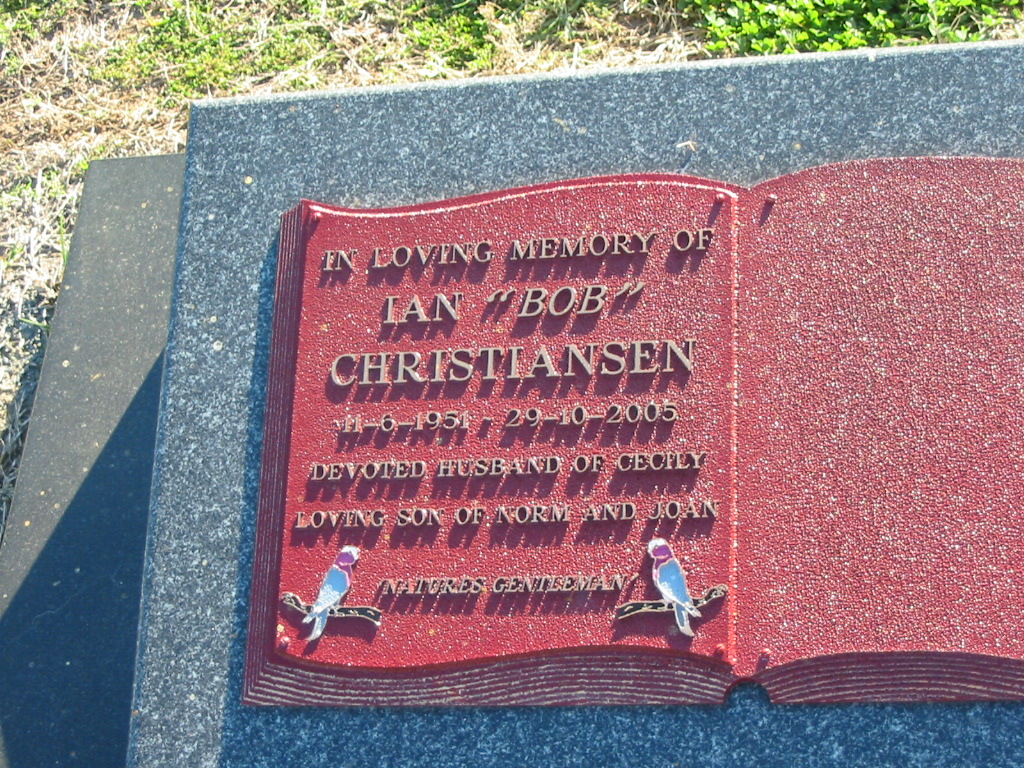 IN LOVING MEMORY OF
IAN "BOB"
CHRISTIANSEN
11-6-1951 - 29-10-2005
DEVOTED HUSBAND OF CECILY
LOVING SON OF NORM AND JOAN
'NATURES GENTLEMAN'